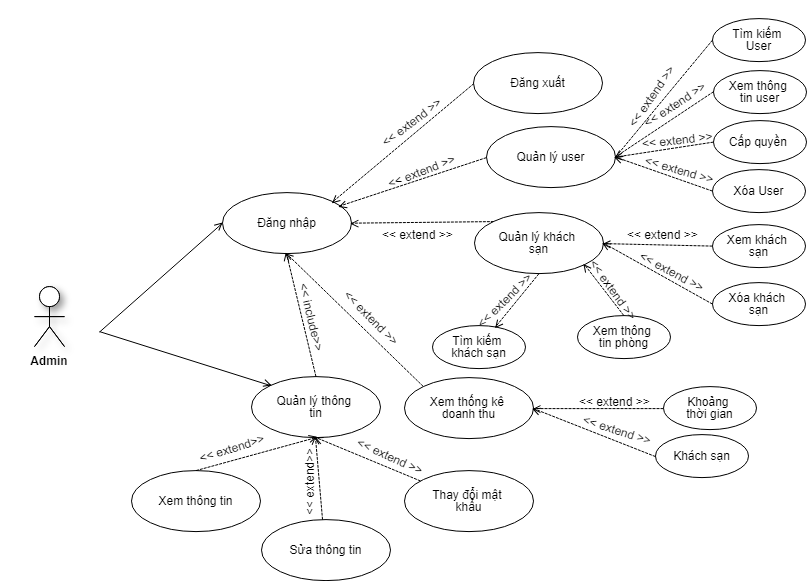 Tìm kiếm
User
<< extend >>
Đăng xuất
<< extend >>
Xem thông
tin user
<< extend >>
<< extend >>
Cấp quyền
<< extend >>
Quản lý user
<< extend >>
<< extend >>
Xóa User
Đăng nhập
<< extend >>
Quản lý khách
sạn
<< extend >>
Xem khách
sạn
<< extend >>
<< extend >>
<< extend >>
Xóa khách
sạn
<< include>>
<< extend >>
Tìm kiếm
khách sạn
Xem thông
tin phòng
Admin
Quản lý thông
tin
Xem thống kê
doanh thu
<< extend >>
Khoảng
thời gian
<< extend >>
Khách sạn
<< extend>>
<< extend>>
<< extend >>
Xem thông tin
Thay đổi mật
khẩu
Sửa thông tin